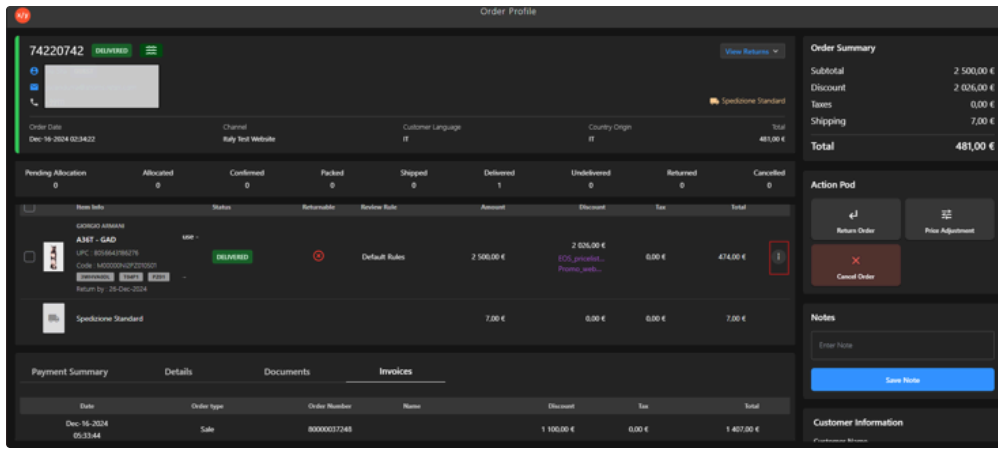 x/y
Order Profile
74220742 DELIVERED
View Returns
Spedizione Standard
Order Date Channel Customer Language Country Origin Total
Dec-16-2024 02:34:22 Italy Test Website IT IT 481,00 €
Pending Allocation Allocated Confirmed Packed Shipped Delivered Undelivered Returned Cancelled
0 0 0 0 0 1 0 0 0
Item Info Status Returnable Review Rule Amount Discount Tax Total
GIORGIO ARMANI
A36T - GAD use -
UPC : 8058643186276
Code :
DELIVERED Default Rules 2 500,00 € 2 026,00 € 0,00 € 474,00 €
EOS_pricelist...
Promo_web...
Return by : 26-Dec-2024
Spedizione Standard 7,00 € 0,00 € 0,00 € 7,00 €
Payment Summary Details Documents Invoices
Date Order type Order Number Name Discount Tax Total
Dec-16-2024
05:33:44 Sale 80000037248 1 100,00 € 0,00 € 1 407,00 €
Order Summary
Subtotal 2 500,00 €
Discount 2 026,00 €
Taxes 0,00 €
Shipping 7,00 €
Total 481,00 €
Action Pod
Return Order Price Adjustment
Cancel Order
Notes
Enter Note
Save Note
Customer Information
Customer Name